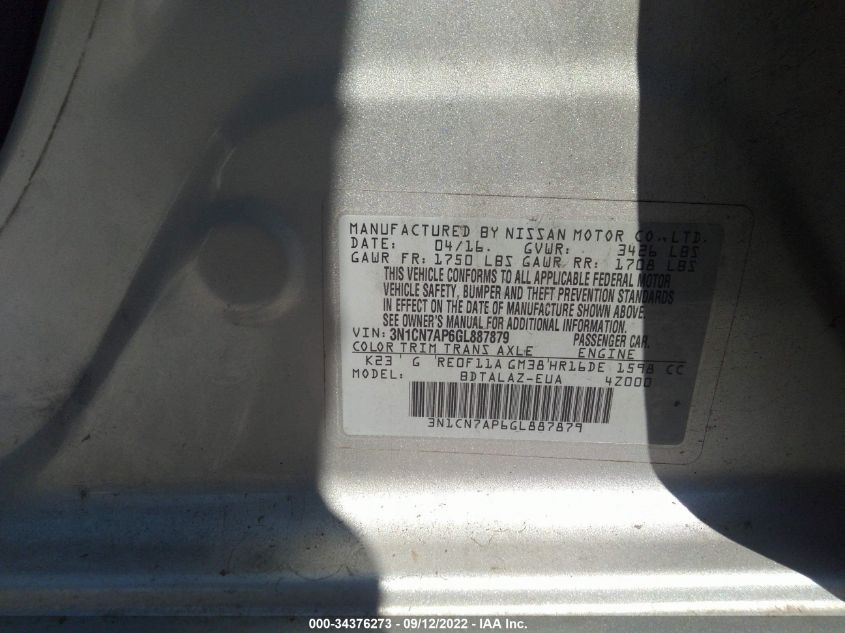 MANUFACTURED BY NISSAN MOTOR CO., LTD.
DATE: 04/16. GVWR: 3426 LBS
GAWR FR: 1750 LBS GAWR RR: 1708 LBS
THIS VEHICLE CONFORMS TO ALL APPLICABLE FEDERAL MOTOR
VEHICLE SAFETY, BUMPER AND THEFT PREVENTION STANDARDS
IN EFFECT ON THE DATE OF MANUFACTURE SHOWN ABOVE.
SEE OWNER'S MANUAL FOR ADDITIONAL INFORMATION.
VIN: 3N1CN7AP6GL887879 PASSENGER CAR.
COLOR TRIM TRANS AXLE ENGINE
K23 ' G 'RE0F11A GM38'HR16DE 1598 CC
MODEL: BDTALAZ-EUA 4Z000
3N1CN7AP6GL887879
000-34376273 - 09/12/2022 - IAA Inc.